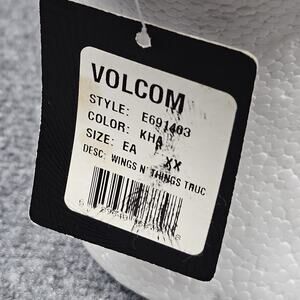 VOLCOM
STYLE: E691403
COLOR: KHA
SIZE: EA XX
DESC: WINGS N' THINGS TRUC